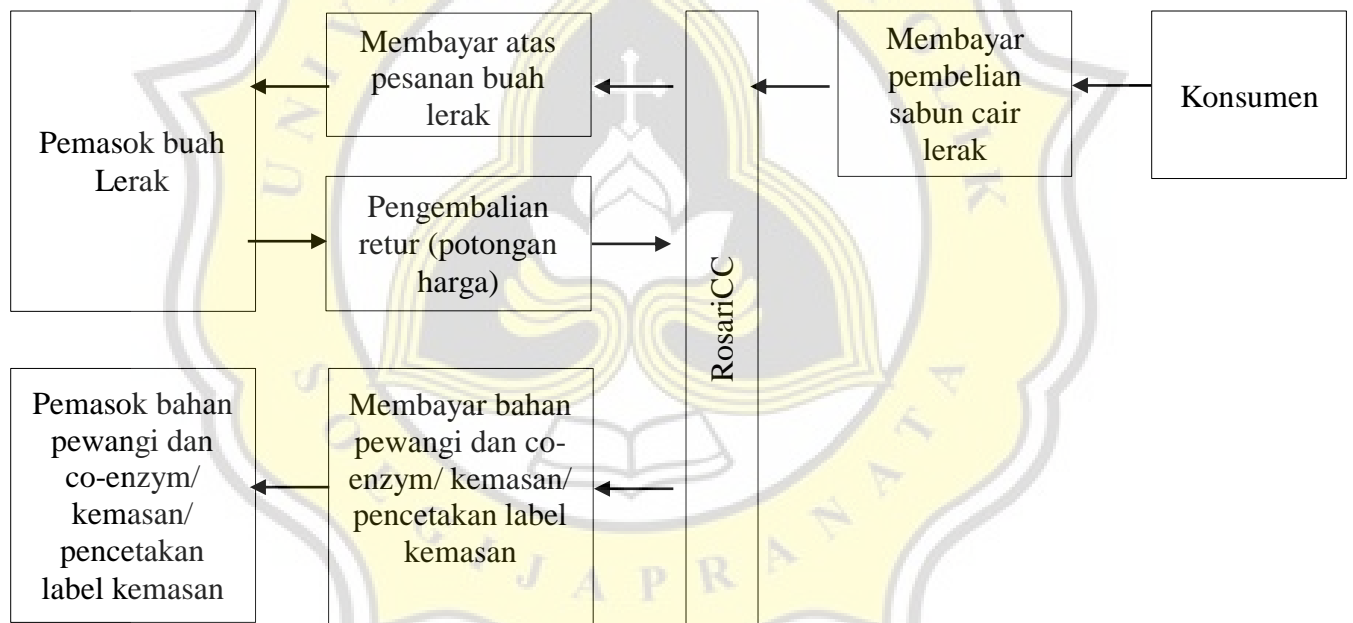 Membayar atas
pesanan buah
lerak
Membayar
pembelian
sabun cair
lerak
Konsumen
Pemasok buah
Lerak
Pengembalian
retur (potongan
harga)
RosariCC
Pemasok bahan
pewangi dan
co-enzym/
kemasan/
pencetakan
label kemasan
Membayar bahan
pewangi dan co-
enzym/ kemasan/
pencetakan label
kemasan
SOEGIJAPRANATA